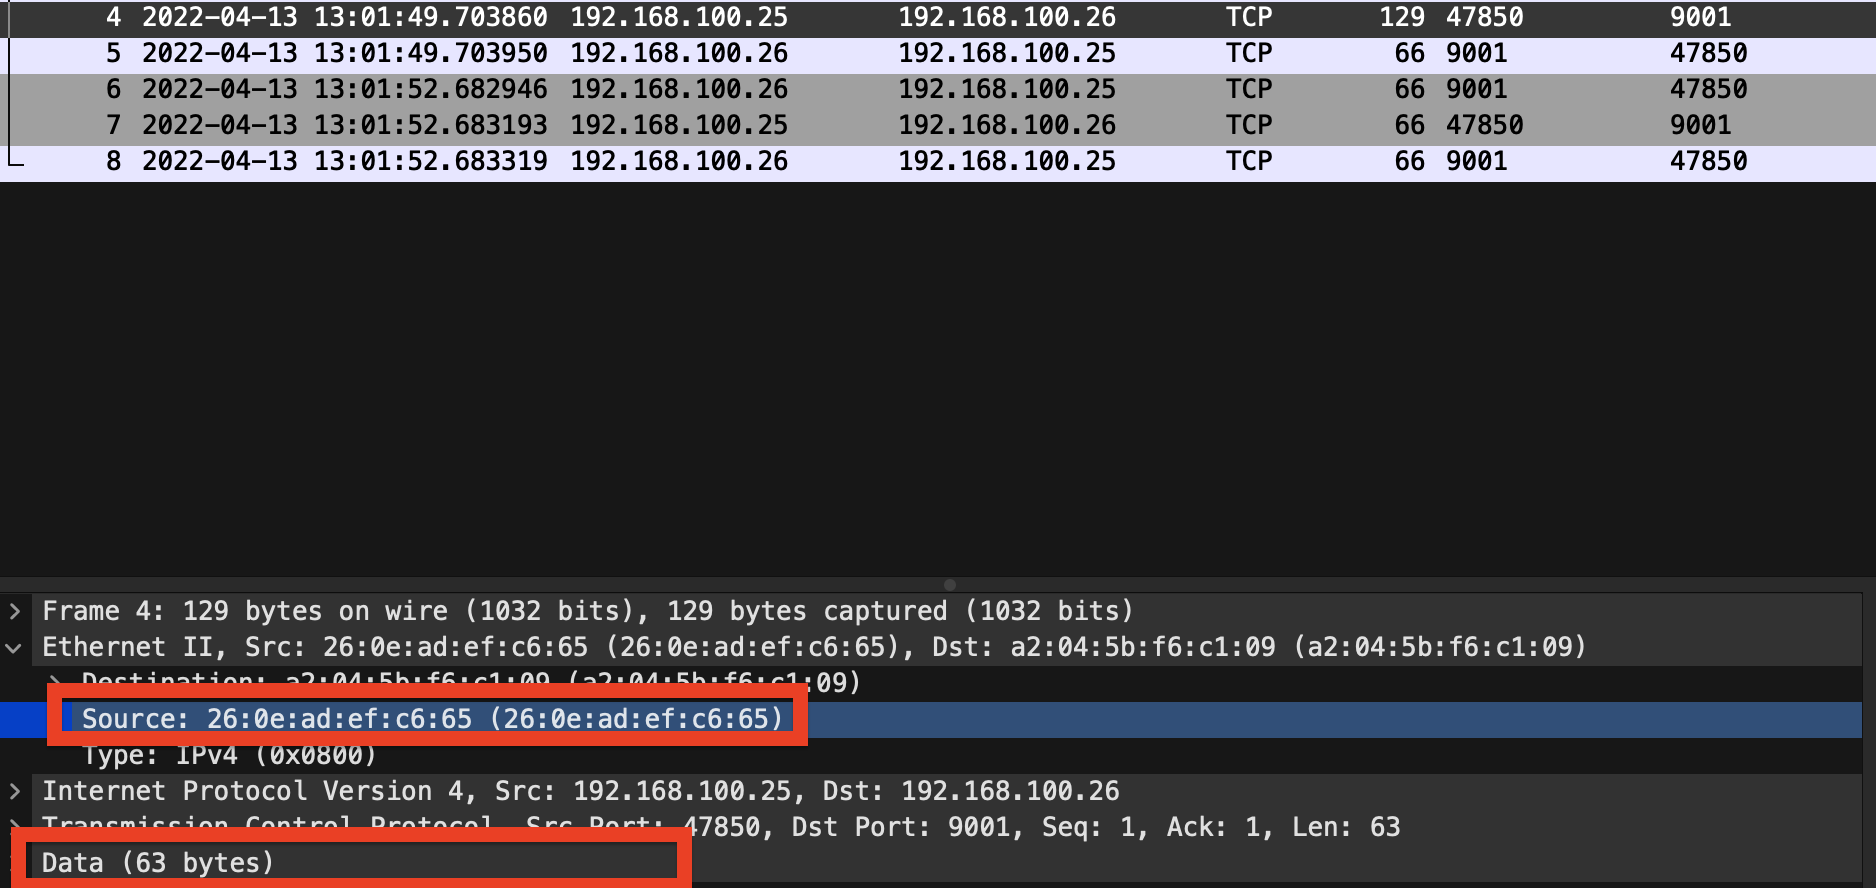 4 2022-04-13 13:01:49.703860 192.168.100.25 192.168.100.26 TCP 129 47850 9001
5 2022-04-13 13:01:49.703950 192.168.100.26 192.168.100.25 TCP 66 9001 47850
6 2022-04-13 13:01:52.682946 192.168.100.26 192.168.100.25 TCP 66 9001 47850
7 2022-04-13 13:01:52.683193 192.168.100.25 192.168.100.26 TCP 66 47850 9001
8 2022-04-13 13:01:52.683319 192.168.100.26 192.168.100.25 TCP 66 9001 47850
Frame 4: 129 bytes on wire (1032 bits), 129 bytes captured (1032 bits)
Ethernet II, Src: 26:0e:ad:ef:c6:65 (26:0e:ad:ef:c6:65), Dst: a2:04:5b:f6:c1:09 (a2:04:5b:f6:c1:09)
Destination: a2:04:5b:f6:c1:09 (a2:04:5b:f6:c1:09)
Source: 26:0e:ad:ef:c6:65 (26:0e:ad:ef:c6:65)
Type: IPv4 (0x0800)
Internet Protocol Version 4, Src: 192.168.100.25, Dst: 192.168.100.26
Transmission Control Protocol, Src Port: 47850, Dst Port: 9001, Seq: 1, Ack: 1, Len: 63
Data (63 bytes)